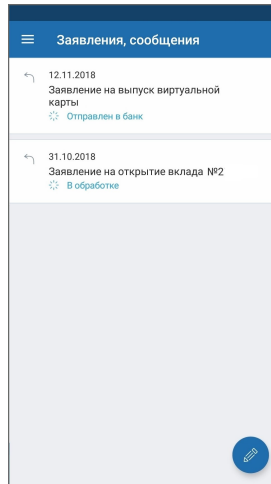 Заявления, сообщения
12.11.2018
Заявление на выпуск виртуальной
карты
Отправлен в банк
31.10.2018
Заявление на открытие вклада №2
В обработке